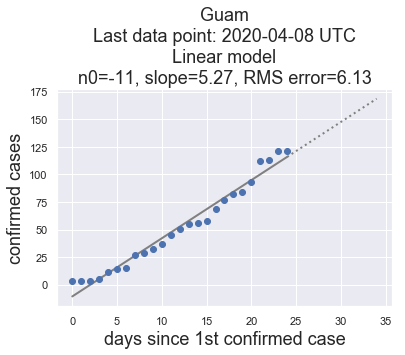 Guam
Last data point: 2020-04-08 UTC
Linear model
n0=-11, slope=5.27, RMS error=6.13
175
150
125
100
75
50
25
0
confirmed cases
0 5 10 15 20 25 30 35
days since 1st confirmed case